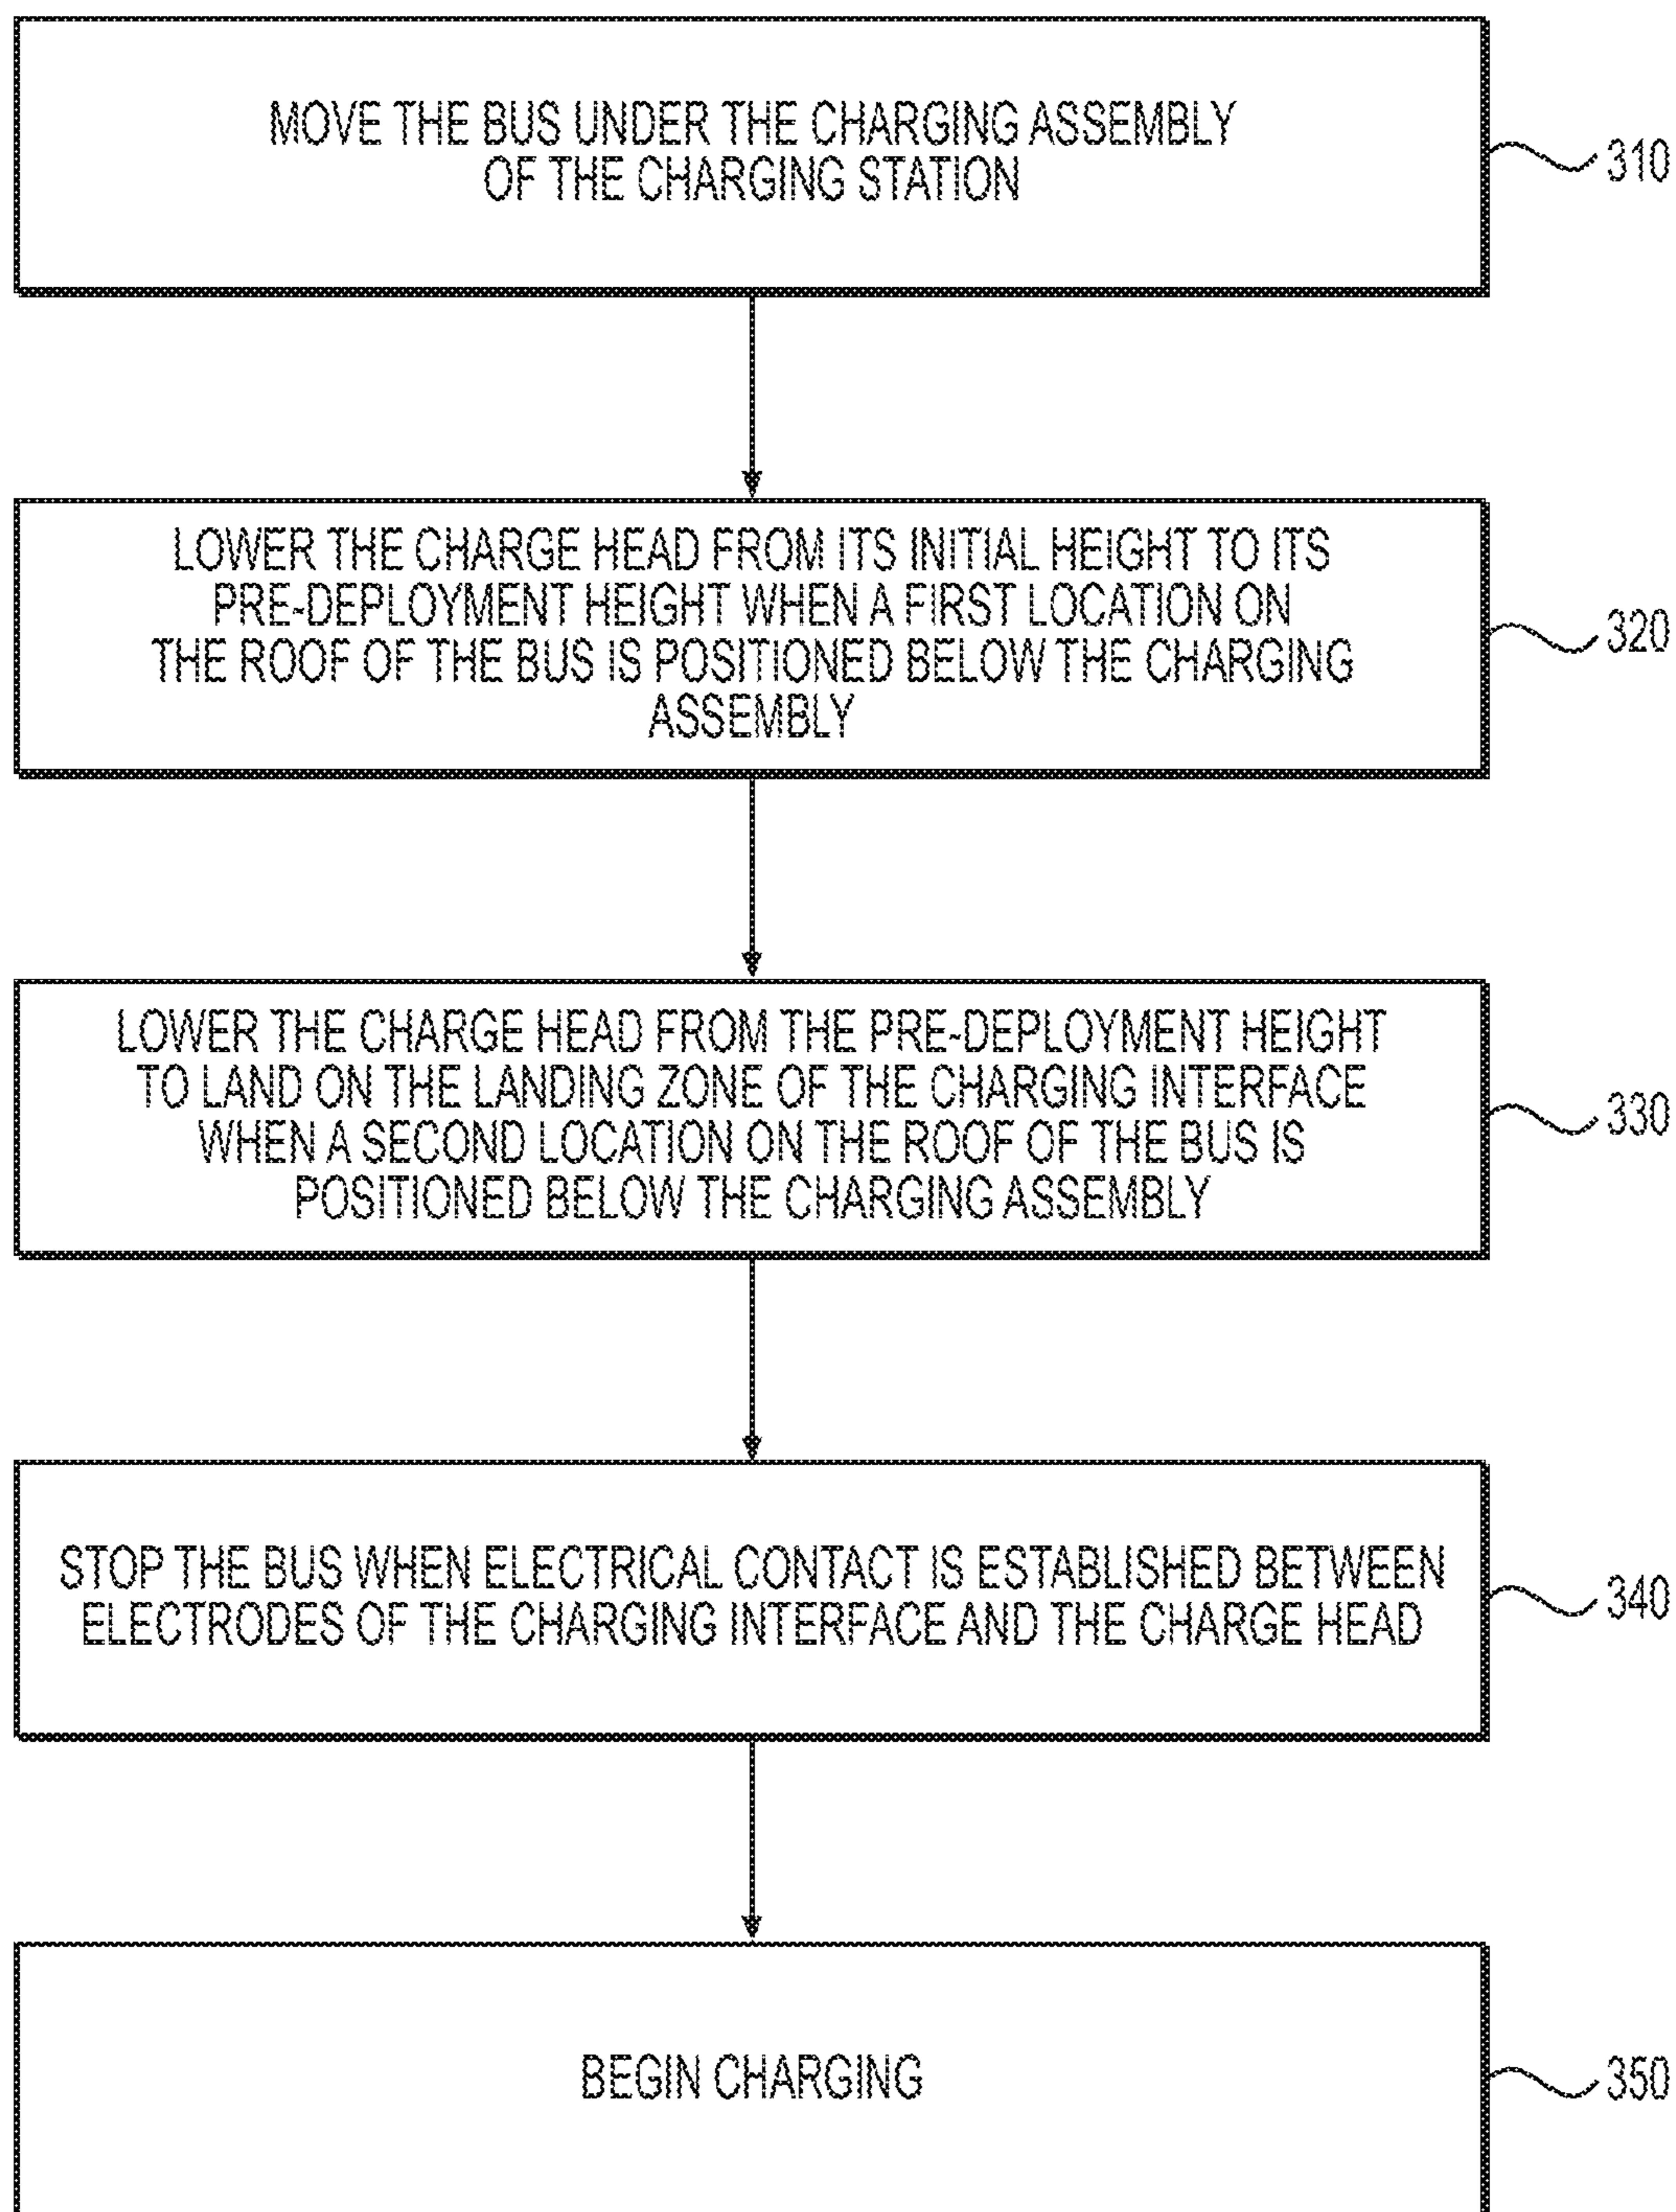 MOVE THE BUS UNDER THE CHARGING ASSEMBLY
OF THE CHARGING STATION
310
LOWER THE CHARGE HEAD FROM ITS INITIAL HEIGHT TO ITS
PRE-DEPLOYMENT HEIGHT WHEN A FIRST LOCATION ON
THE ROOF OF THE BUS IS POSITIONED BELOW THE CHARGING
ASSEMBLY
320
LOWER THE CHARGE HEAD FROM THE PRE-DEPLOYMENT HEIGHT
TO LAND ON THE LANDING ZONE OF THE CHARGING INTERFACE
WHEN A SECOND LOCATION ON THE ROOF OF THE BUS IS
POSITIONED BELOW THE CHARGING ASSEMBLY
330
STOP THE BUS WHEN ELECTRICAL CONTACT IS ESTABLISHED BETWEEN
ELECTRODES OF THE CHARGING INTERFACE AND THE CHARGE HEAD
340
BEGIN CHARGING
350